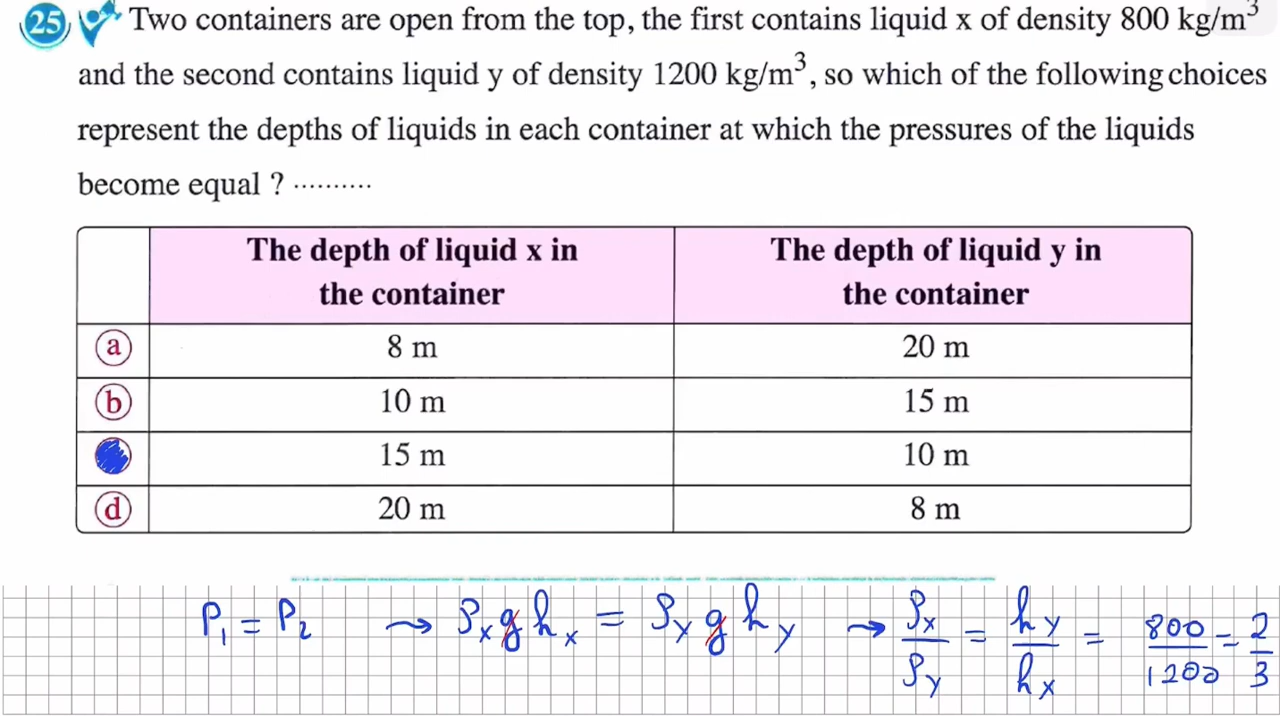 25 Two containers are open from the top, the first contains liquid x of density 800 kg/m³
and the second contains liquid y of density 1200 kg/m³, so which of the following choices
represent the depths of liquids in each container at which the pressures of the liquids
become equal ? ··········
The depth of liquid x in the container | The depth of liquid y in the container
a 8 m 20 m
b 10 m 15 m
15 m 10 m
d 20 m 8 m
P₁ = P₂ → ρₓ g hₓ = ρ_y g h_y → ρₓ/ρ_y = h_y/hₓ = 800/1200 = 2/3